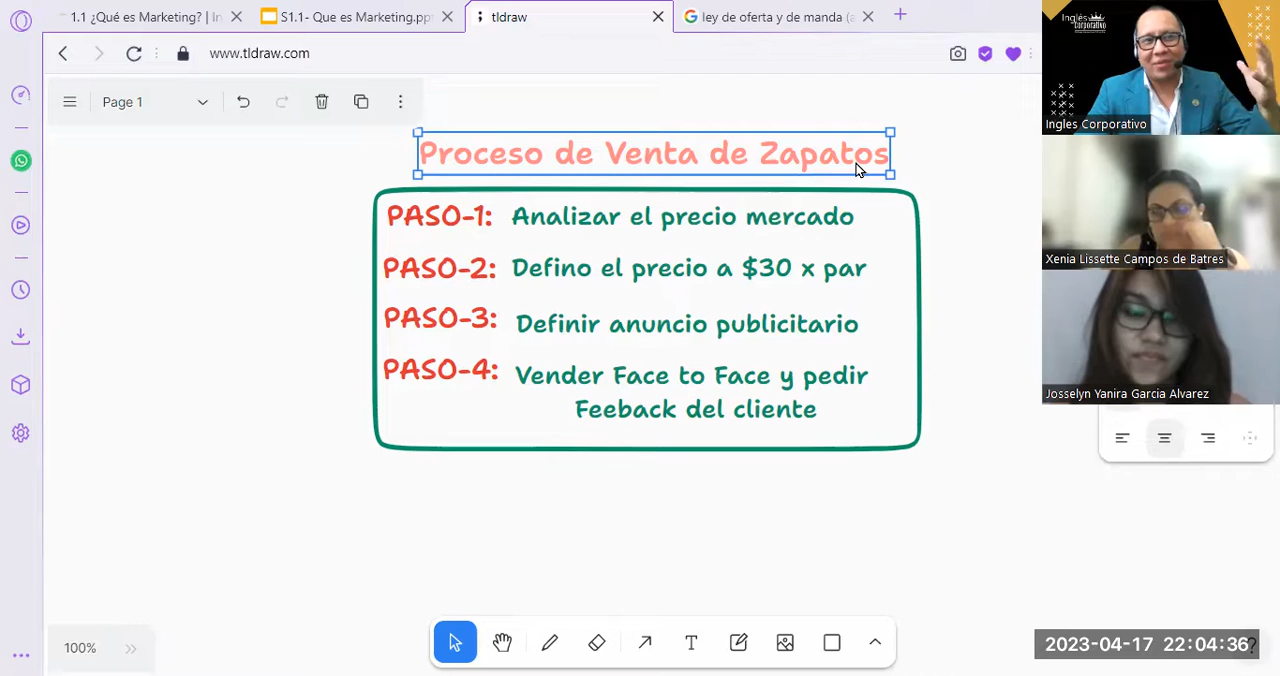 1.1 ¿Qué es Marketing? | In
S1.1- Que es Marketing.pp
tldraw
ley de oferta y de manda (
www.tldraw.com
Page 1
Proceso de Venta de Zapatos
PASO-1: Analizar el precio mercado
PASO-2: Defino el precio a $30 x par
PASO-3: Definir anuncio publicitario
PASO-4: Vender Face to Face y pedir
Feeback del cliente
Inglés
Corporativo
Ingles Corporativo
Xenia Lissette Campos de Batres
Josselyn Yanira Garcia Alvarez
100%
T
2023-04-17 22:04:36
?